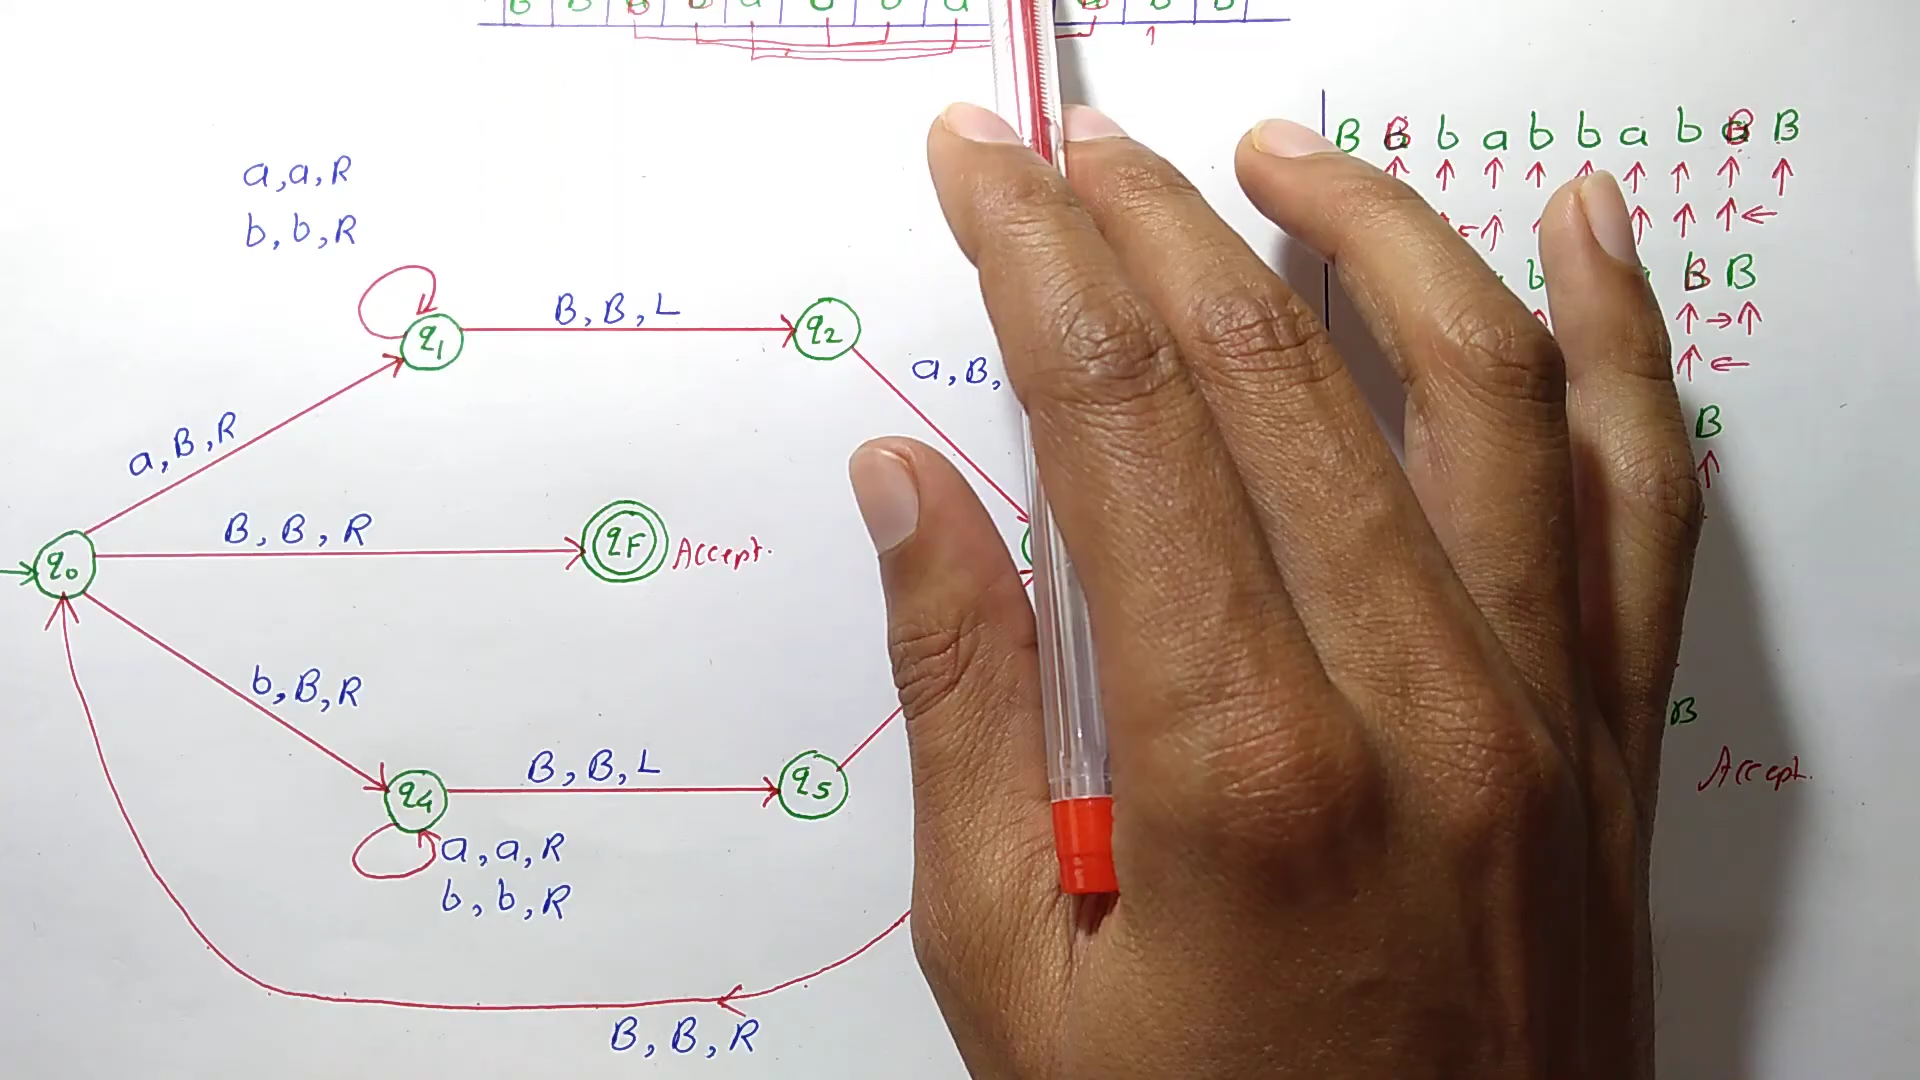 a,a,R
b,b,R
B B b a b b a b B B
q1
B,B,L
q2
b
B B
a,B,
a,B,R
B
B,B,R
q0
qF
Accept.
b,B,R
B
B,B,L
q4
q5
Accept.
a,a,R
b,b,R
B,B,R